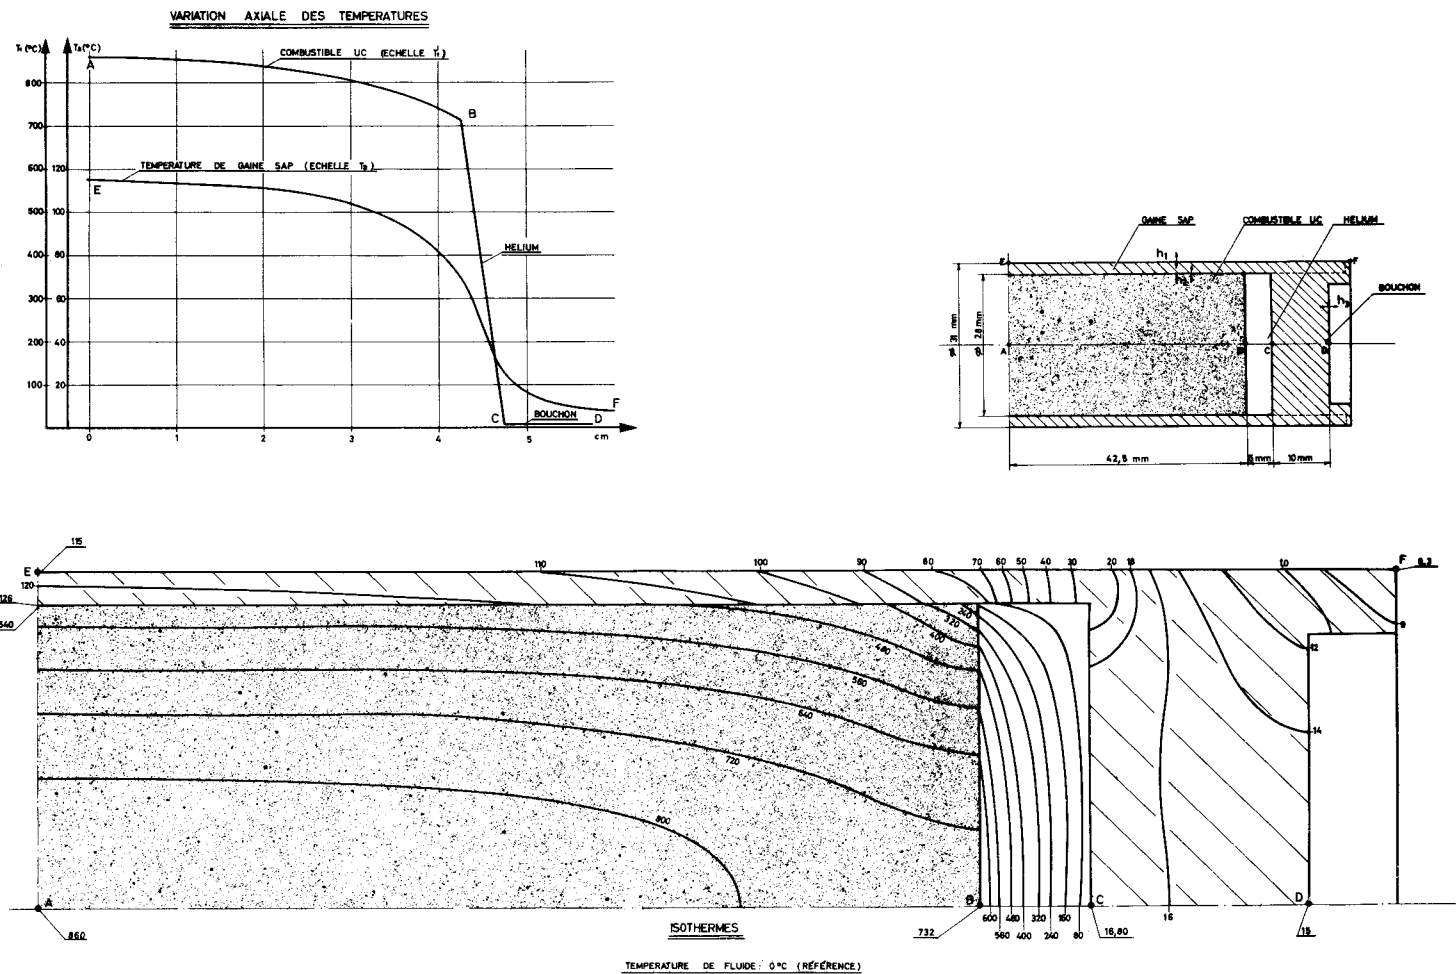 VARIATION AXIALE DES TEMPERATURES
T₁ (°C) T₂ (°C)
COMBUSTIBLE UC (ECHELLE T₁)
A
800
B
700
TEMPERATURE DE GAINE SAP (ECHELLE T₂)
600 120
E
500 100
HELIUM
400 80
300 60
200 40
100 20
F
C BOUCHON D
0 1 2 3 4 5 cm
GAINE SAP COMBUSTIBLE UC HELIUM
E h₁ F
h₂
BOUCHON
h₃
ø 31 mm
ø 28 mm
A B C D
42,5 mm 5 mm 10 mm
115
E 110 100 90 80 70 60 50 40 30 20 18 10 F 8,3
120
126
540
240
320
400
480
560
640
720
800
9
12
14
A B C D
860
732
600 480 320 160
560 400 240 80
16,80
16
15
ISOTHERMES
TEMPERATURE DE FLUIDE: 0°C (RÉFÉRENCE)